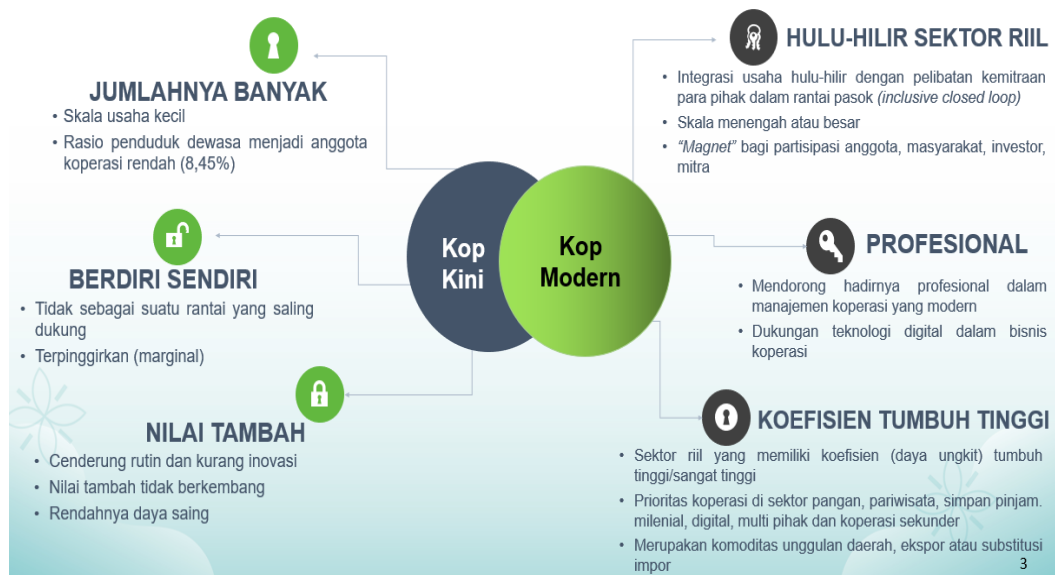 JUMLAHNYA BANYAK
• Skala usaha kecil
• Rasio penduduk dewasa menjadi anggota
koperasi rendah (8,45%)
BERDIRI SENDIRI
• Tidak sebagai suatu rantai yang saling
dukung
• Terpinggirkan (marginal)
NILAI TAMBAH
• Cenderung rutin dan kurang inovasi
• Nilai tambah tidak berkembang
• Rendahnya daya saing
Kop
Kini
Kop
Modern
HULU-HILIR SEKTOR RIIL
• Integrasi usaha hulu-hilir dengan pelibatan kemitraan
para pihak dalam rantai pasok (inclusive closed loop)
• Skala menengah atau besar
• “Magnet” bagi partisipasi anggota, masyarakat, investor,
mitra
PROFESIONAL
• Mendorong hadirnya profesional dalam
manajemen koperasi yang modern
• Dukungan teknologi digital dalam bisnis
koperasi
KOEFISIEN TUMBUH TINGGI
• Sektor riil yang memiliki koefisien (daya ungkit) tumbuh
tinggi/sangat tinggi
• Prioritas koperasi di sektor pangan, pariwisata, simpan pinjam.
milenial, digital, multi pihak dan koperasi sekunder
• Merupakan komoditas unggulan daerah, ekspor atau substitusi
impor
3